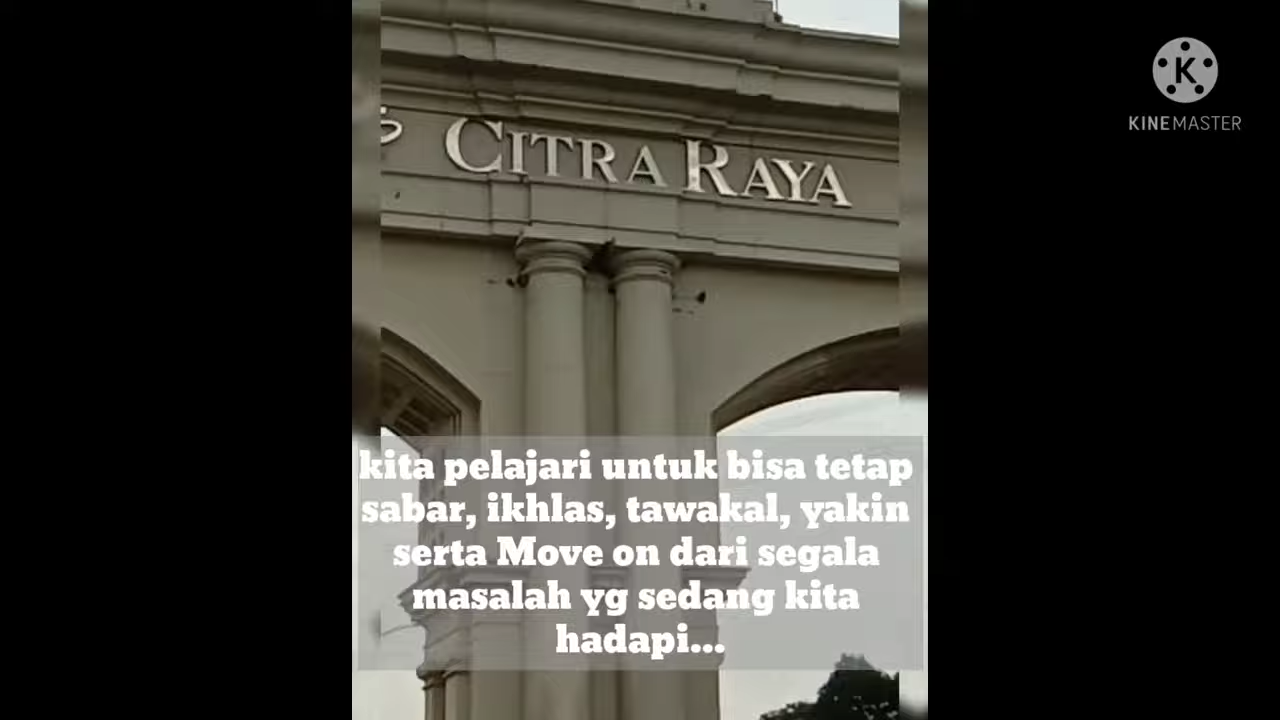 CITRA RAYA
K
KINEMASTER
kita pelajari untuk bisa tetap
sabar, ikhlas, tawakal, yakin
serta Move on dari segala
masalah yg sedang kita
hadapi...